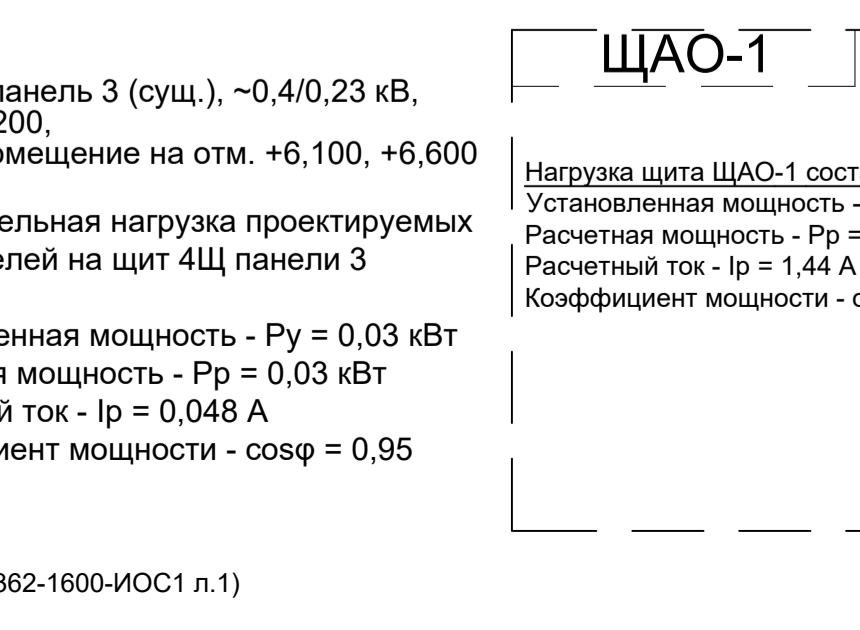 панель 3 (сущ.), ~0,4/0,23 кВ,
200,
омещение на отм. +6,100, +6,600
ельная нагрузка проектируемых
елей на щит 4Щ панели 3
енная мощность - Ру = 0,03 кВт
я мощность - Рр = 0,03 кВт
й ток - Iр = 0,048 А
иент мощности - cosφ = 0,95
362-1600-ИОС1 л.1)
ЩАО-1
Нагрузка щита ЩАО-1 сост
Установленная мощность -
Расчетная мощность - Рр =
Расчетный ток - Iр = 1,44 А
Коэффициент мощности - c